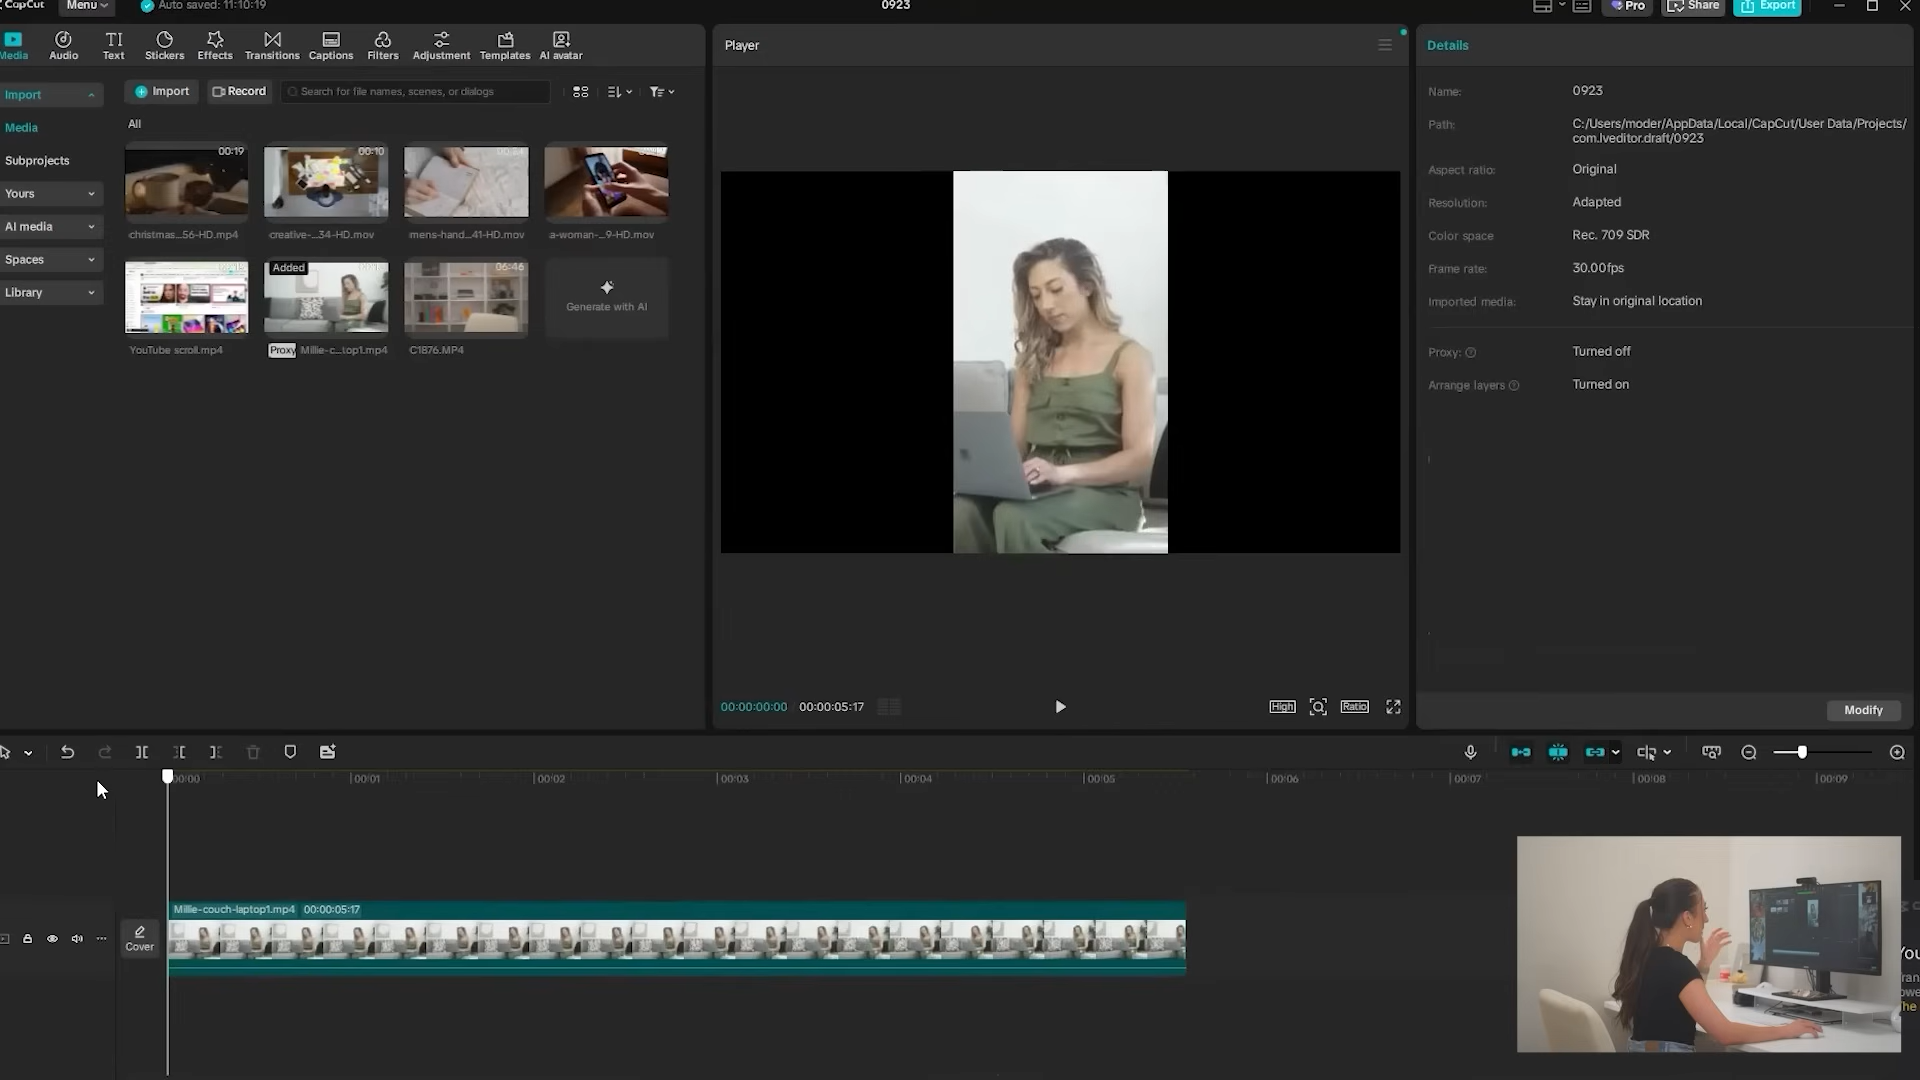 CapCut
Menu
Auto saved: 11:10:19
0923
Pro
Share
Export
Media
Audio
Text
Stickers
Effects
Transitions
Captions
Filters
Adjustment
Templates
AI avatar
Import
Media
Subprojects
Yours
AI media
Spaces
Library
Import
Record
Search for file names, scenes, or dialogs
All
00:19
christmas...56-HD.mp4
00:10
creative-...34-HD.mov
mens-hand...41-HD.mov
a-woman-...9-HD.mov
YouTube scroll.mp4
Added
Proxy Millie-c...top1.mp4
06:46
C1876.MP4
Generate with AI
Player
00:00:00:00 00:00:05:17
High
Ratio
Details
Name: 0923
Path: C:/Users/moder/AppData/Local/CapCut/User Data/Projects/
com.lveditor.draft/0923
Aspect ratio: Original
Resolution: Adapted
Color space Rec. 709 SDR
Frame rate: 30.00fps
Imported media: Stay in original location
Proxy: Turned off
Arrange layers Turned on
Modify
00:00 00:01 00:02 00:03 00:04 00:05 00:06 00:07 00:08 00:09
Cover
Millie-couch-laptop1.mp4 00:00:05:17